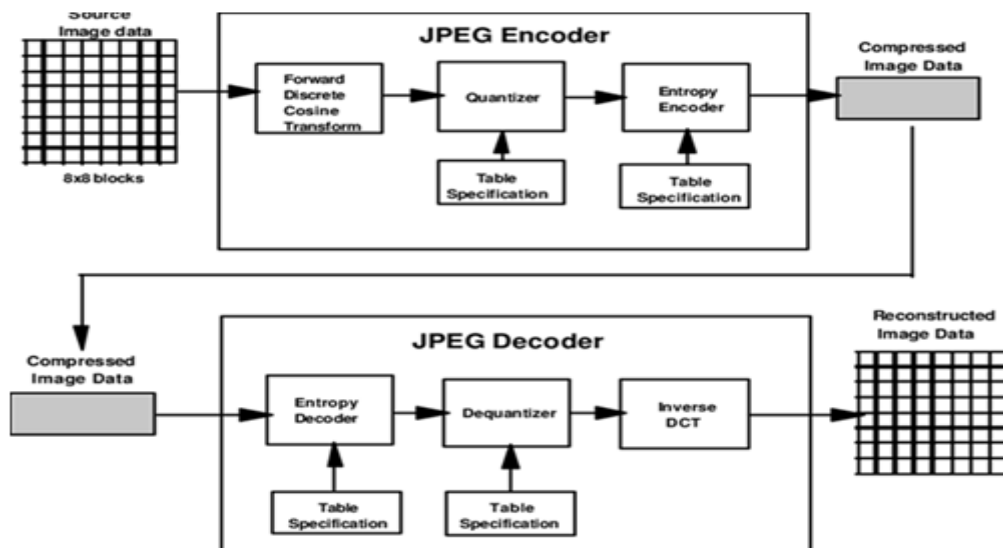 Source
Image data
8x8 blocks
JPEG Encoder
Forward
Discrete
Cosine
Transform
Quantizer
Entropy
Encoder
Table
Specification
Table
Specification
Compressed
Image Data
Compressed
Image Data
JPEG Decoder
Entropy
Decoder
Dequantizer
Inverse
DCT
Table
Specification
Table
Specification
Reconstructed
Image Data